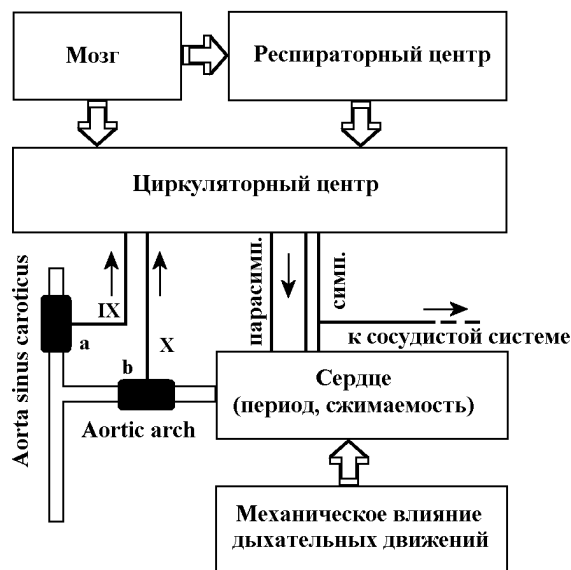 Мозг
Респираторный центр
Циркуляторный центр
Aorta sinus caroticus
IX
a
X
b
парасимп.
симп.
к сосудистой системе
Aortic arch
Сердце
(период, сжимаемость)
Механическое влияние
дыхательных движений